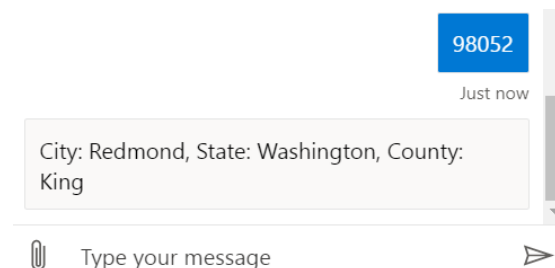 98052
Just now
City: Redmond, State: Washington, County:
King
Type your message